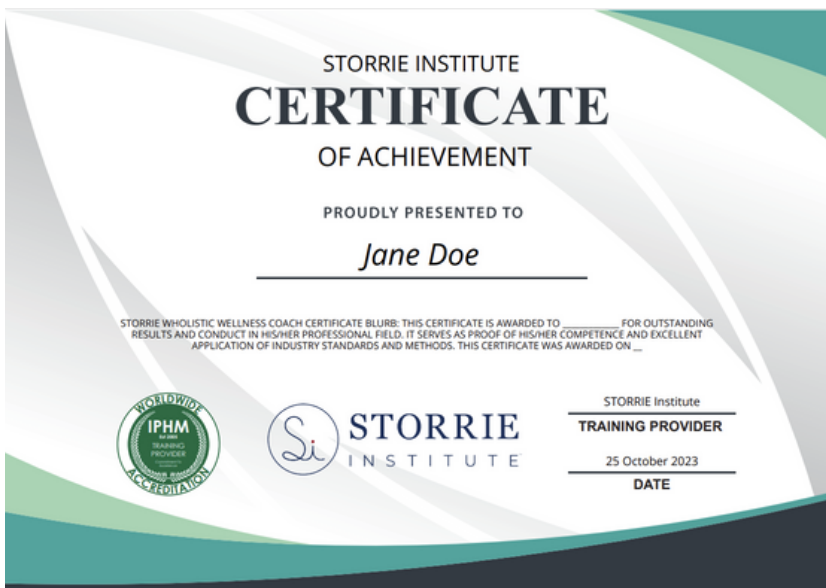 STORRIE INSTITUTE
CERTIFICATE
OF ACHIEVEMENT
PROUDLY PRESENTED TO
Jane Doe
STORRIE WHOLISTIC WELLNESS COACH CERTIFICATE BLURB: THIS CERTIFICATE IS AWARDED TO ___________ FOR OUTSTANDING
RESULTS AND CONDUCT IN HIS/HER PROFESSIONAL FIELD. IT SERVES AS PROOF OF HIS/HER COMPETENCE AND EXCELLENT
APPLICATION OF INDUSTRY STANDARDS AND METHODS. THIS CERTIFICATE WAS AWARDED ON __
WORLDWIDE
IPHM
TRAINING
PROVIDER
ACCREDITATION
Si
STORRIE
INSTITUTE
STORRIE Institute
TRAINING PROVIDER
25 October 2023
DATE